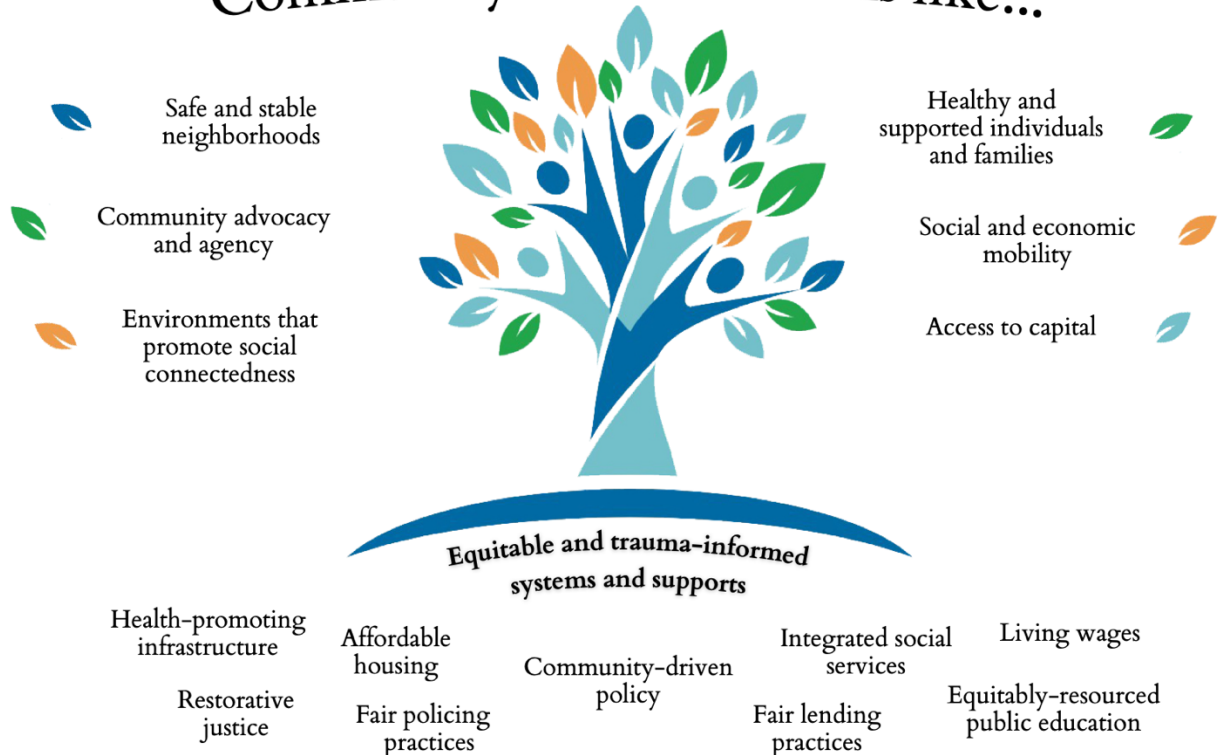 Community like...
Safe and stable
neighborhoods
Community advocacy
and agency
Environments that
promote social
connectedness
Healthy and
supported individuals
and families
Social and economic
mobility
Access to capital
Equitable and trauma-informed
systems and supports
Health-promoting
infrastructure
Affordable
housing
Community-driven
policy
Integrated social
services
Living wages
Restorative
justice
Fair policing
practices
Fair lending
practices
Equitably-resourced
public education